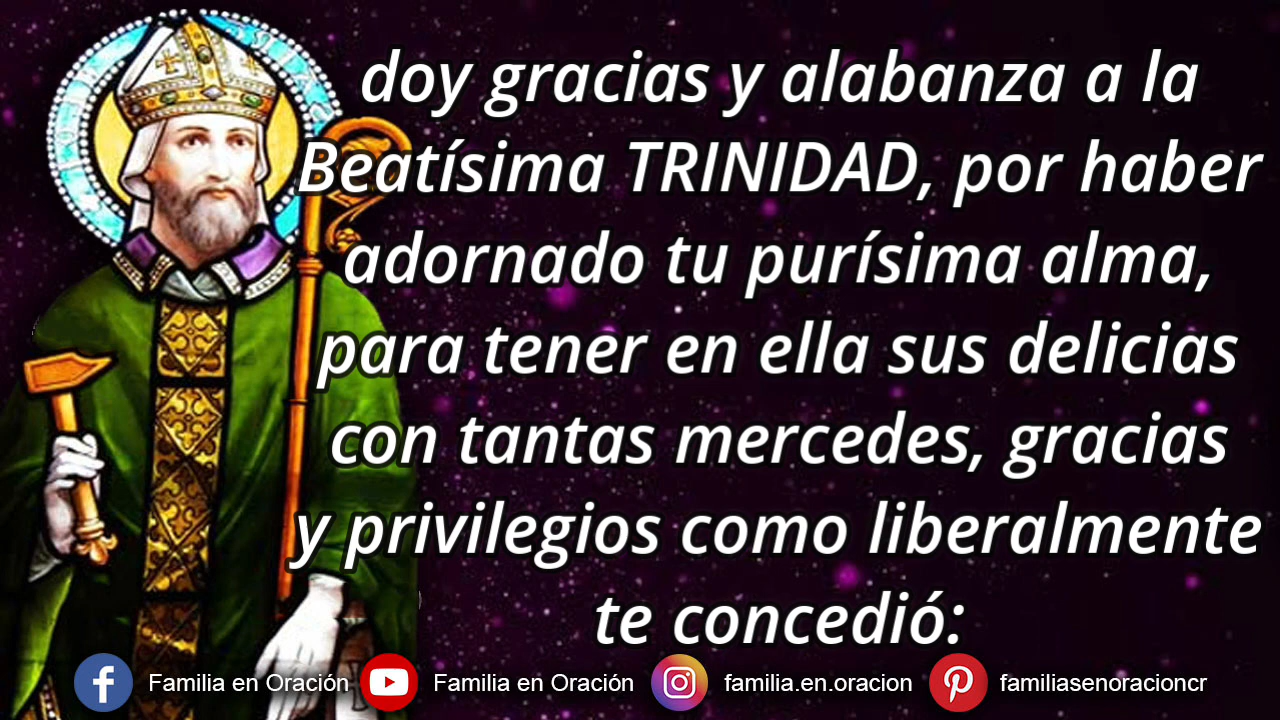 doy gracias y alabanza a la
Beatísima TRINIDAD, por haber
adornado tu purísima alma,
para tener en ella sus delicias
con tantas mercedes, gracias
y privilegios como liberalmente
te concedió:
Familia en Oración Familia en Oración familia.en.oracion familiasenoracioncr